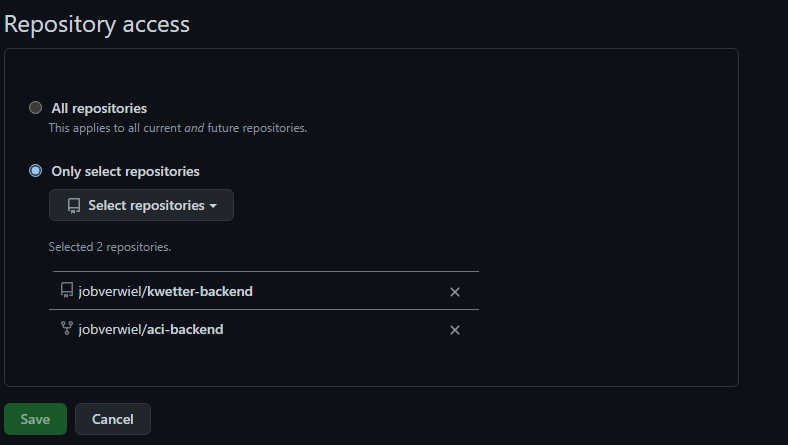 Repository access
All repositories
This applies to all current and future repositories.
Only select repositories
Select repositories
Selected 2 repositories.
jobverwiel/kwetter-backend
jobverwiel/aci-backend
Save Cancel